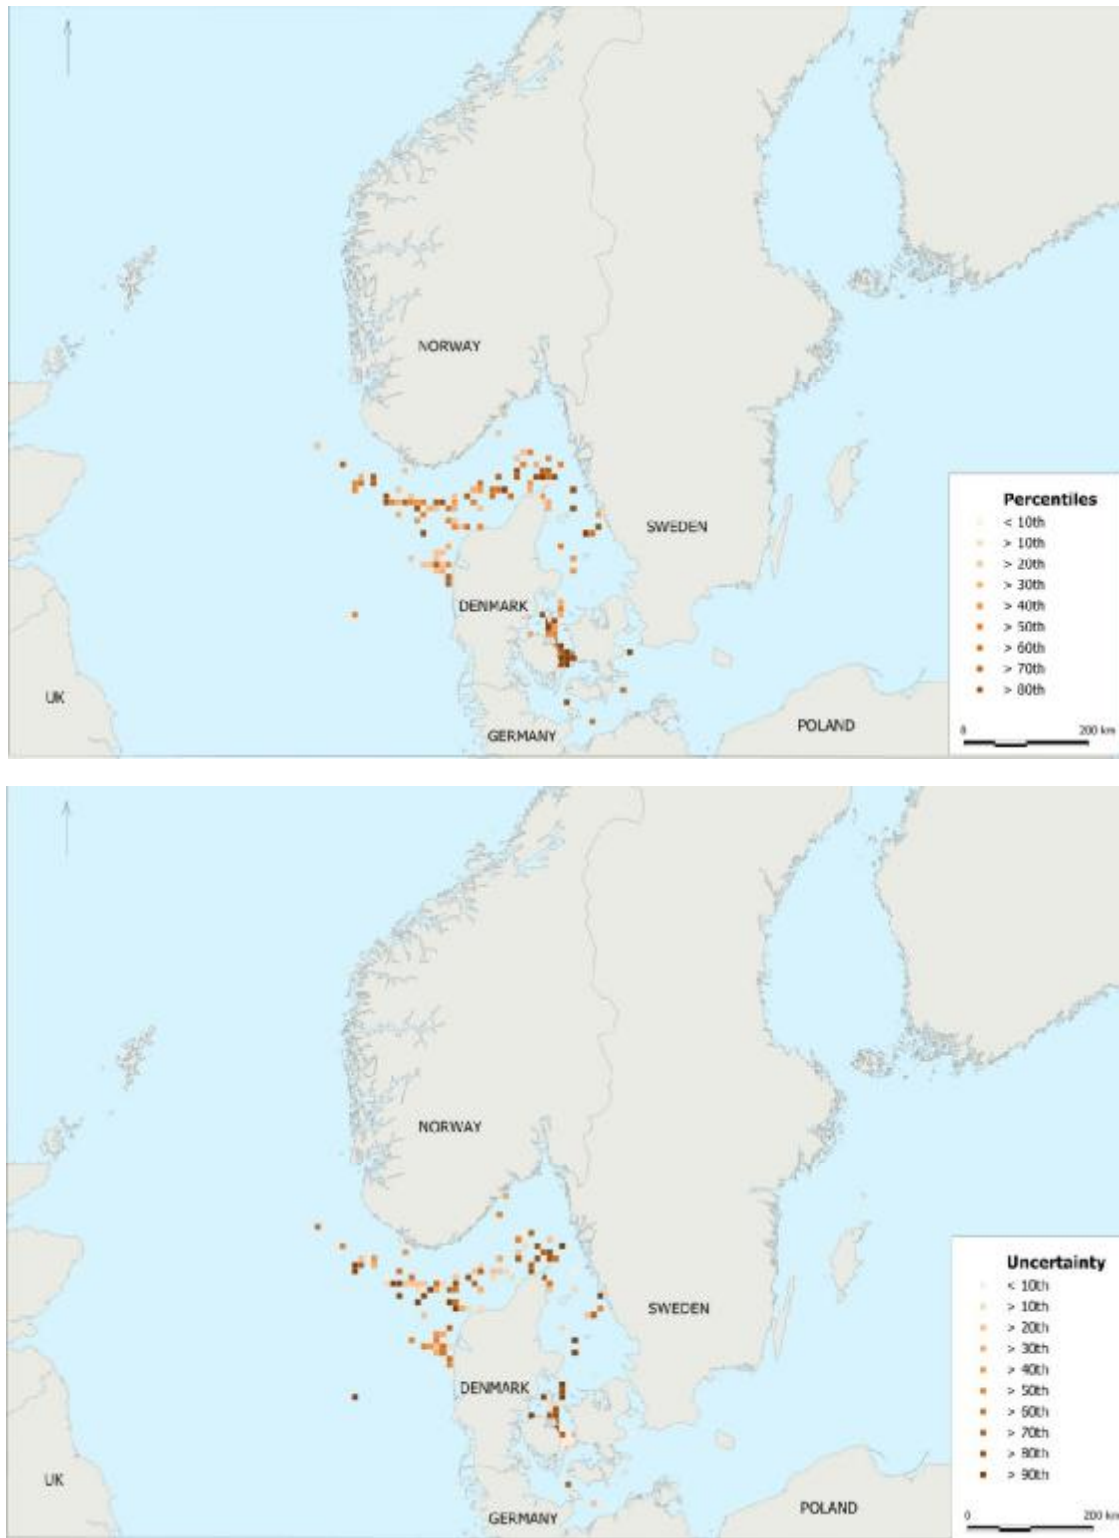 NORWAY
Percentiles
< 10th
> 10th
> 20th
> 30th
> 40th
> 50th
> 60th
> 70th
> 80th
SWEDEN
DENMARK
UK
POLAND
GERMANY
0 200 km
NORWAY
Uncertainty
< 10th
> 10th
> 20th
> 30th
> 40th
> 50th
> 60th
> 70th
> 80th
> 90th
SWEDEN
DENMARK
UK
POLAND
GERMANY
0 200 km